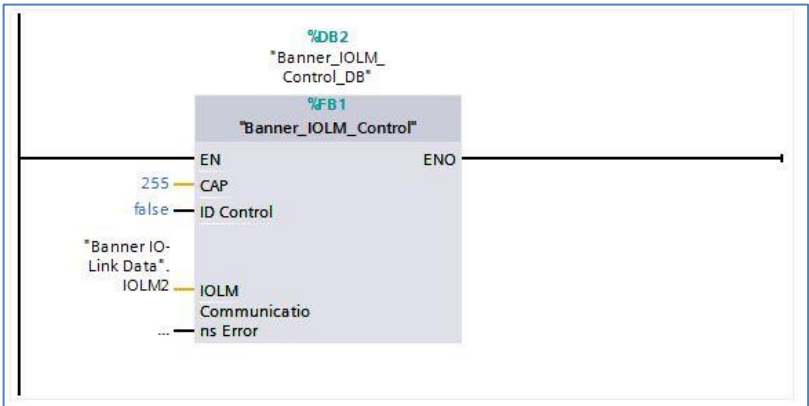 %DB2
"Banner_IOLM_
Control_DB"
%FB1
"Banner_IOLM_Control"
EN ENO
255 CAP
false ID Control
"Banner IO-
Link Data".
IOLM2 IOLM
Communicatio
... ns Error